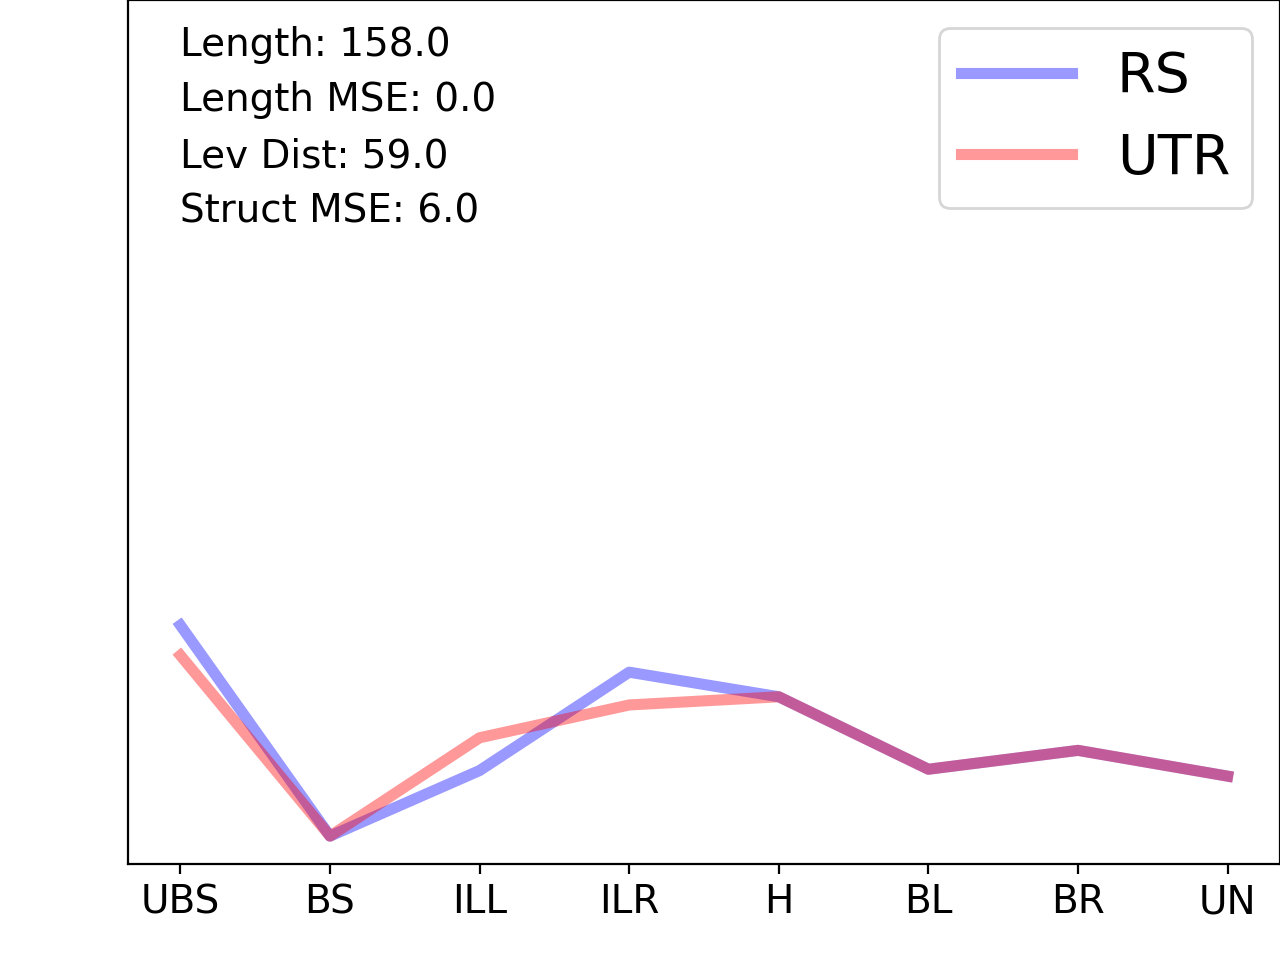 Length: 158.0
Length MSE: 0.0
Lev Dist: 59.0
Struct MSE: 6.0
RS
UTR
UBS BS ILL ILR H BL BR UN